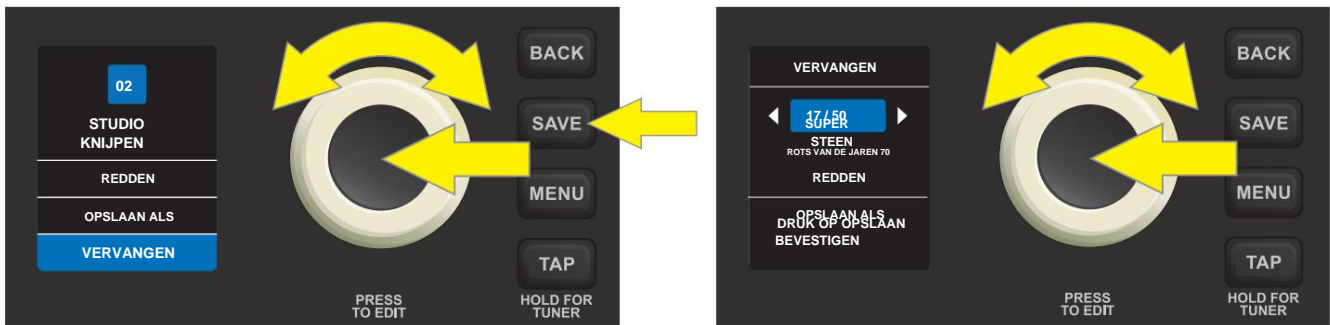 02
STUDIO
KNIJPEN
REDDEN
OPSLAAN ALS
VERVANGEN
BACK
SAVE
MENU
TAP
PRESS
TO EDIT
HOLD FOR
TUNER
VERVANGEN
17/50
SUPER
STEEN
ROTS VAN DE JAREN 70
REDDEN
OPSLAAN ALS
DRUK OP OPSLAAN
BEVESTIGEN
BACK
SAVE
MENU
TAP
PRESS
TO EDIT
HOLD FOR
TUNER